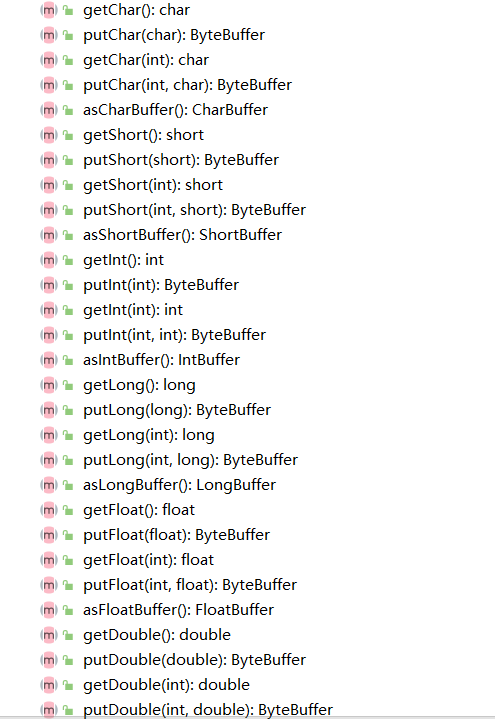 getChar(): char
putChar(char): ByteBuffer
getChar(int): char
putChar(int, char): ByteBuffer
asCharBuffer(): CharBuffer
getShort(): short
putShort(short): ByteBuffer
getShort(int): short
putShort(int, short): ByteBuffer
asShortBuffer(): ShortBuffer
getInt(): int
putInt(int): ByteBuffer
getInt(int): int
putInt(int, int): ByteBuffer
asIntBuffer(): IntBuffer
getLong(): long
putLong(long): ByteBuffer
getLong(int): long
putLong(int, long): ByteBuffer
asLongBuffer(): LongBuffer
getFloat(): float
putFloat(float): ByteBuffer
getFloat(int): float
putFloat(int, float): ByteBuffer
asFloatBuffer(): FloatBuffer
getDouble(): double
putDouble(double): ByteBuffer
getDouble(int): double
putDouble(int, double): ByteBuffer